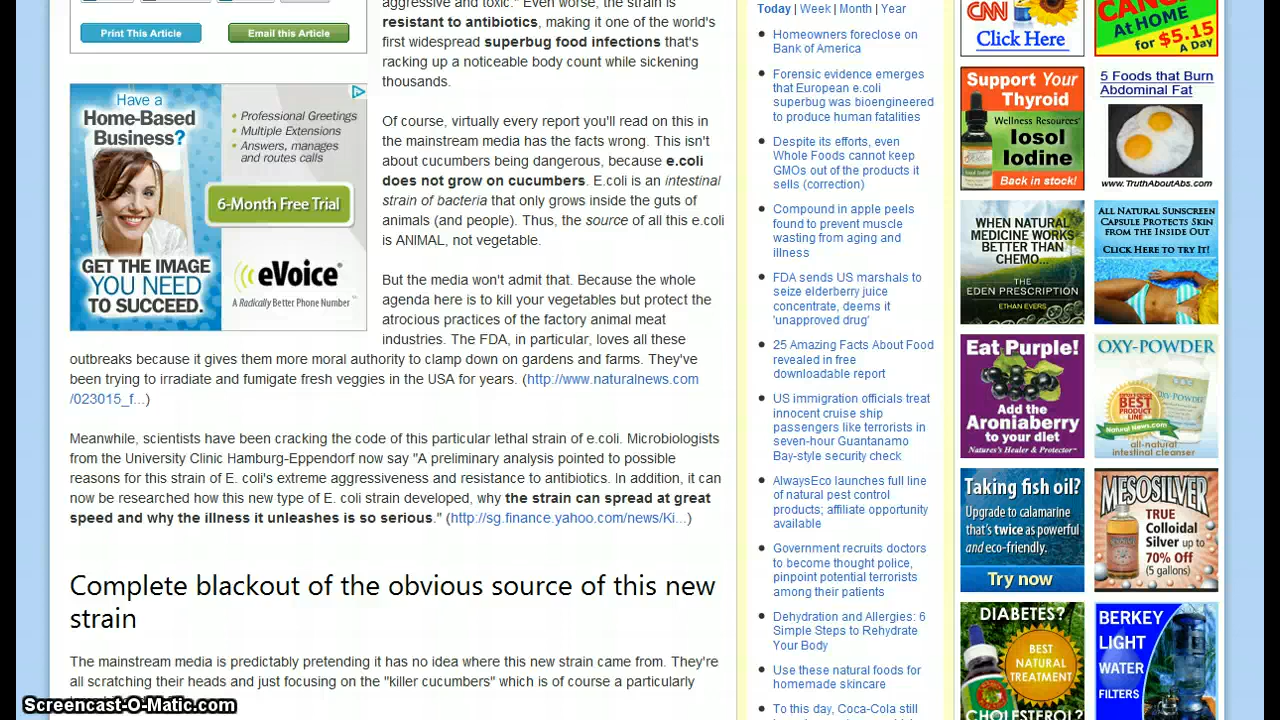 Print This Article
Email this Article
aggressive and toxic." Even worse, the strain is
resistant to antibiotics, making it one of the world's
first widespread superbug food infections that's
racking up a noticeable body count while sickening
thousands.
Have a
Home-Based
Business?
• Professional Greetings
• Multiple Extensions
• Answers, manages
and routes calls
6-Month Free Trial
GET THE IMAGE
YOU NEED
TO SUCCEED.
eVoice
A Radically Better Phone Number
Of course, virtually every report you'll read on this in
the mainstream media has the facts wrong. This isn't
about cucumbers being dangerous, because e.coli
does not grow on cucumbers. E.coli is an intestinal
strain of bacteria that only grows inside the guts of
animals (and people). Thus, the source of all this e.coli
is ANIMAL, not vegetable.
But the media won't admit that. Because the whole
agenda here is to kill your vegetables but protect the
atrocious practices of the factory animal meat
industries. The FDA, in particular, loves all these
outbreaks because it gives them more moral authority to clamp down on gardens and farms. They've
been trying to irradiate and fumigate fresh veggies in the USA for years. (http://www.naturalnews.com
/023015_f...)
Meanwhile, scientists have been cracking the code of this particular lethal strain of e.coli. Microbiologists
from the University Clinic Hamburg-Eppendorf now say "A preliminary analysis pointed to possible
reasons for this strain of E. coli's extreme aggressiveness and resistance to antibiotics. In addition, it can
now be researched how this new type of E. coli strain developed, why the strain can spread at great
speed and why the illness it unleashes is so serious." (http://sg.finance.yahoo.com/news/Ki...)
Complete blackout of the obvious source of this new
strain
The mainstream media is predictably pretending it has no idea where this new strain came from. They're
all scratching their heads and just focusing on the "killer cucumbers" which is of course a particularly
Screencast-O-Matic.com
Today | Week | Month | Year
Homeowners foreclose on
Bank of America
Forensic evidence emerges
that European e.coli
superbug was bioengineered
to produce human fatalities
Despite its efforts, even
Whole Foods cannot keep
GMOs out of the products it
sells (correction)
Compound in apple peels
found to prevent muscle
wasting from aging and
illness
FDA sends US marshals to
seize elderberry juice
concentrate, deems it
'unapproved drug'
25 Amazing Facts About Food
revealed in free
downloadable report
US immigration officials treat
innocent cruise ship
passengers like terrorists in
seven-hour Guantanamo
Bay-style security check
AlwaysEco launches full line
of natural pest control
products; affiliate opportunity
available
Government recruits doctors
to become thought police,
pinpoint potential terrorists
among their patients
Dehydration and Allergies: 6
Simple Steps to Rehydrate
Your Body
Use these natural foods for
homemade skincare
To this day, Coca-Cola still
CNN
Click Here
CANCER
At HOME
for $5.15
A Day
Support Your
Thyroid
Wellness Resources'
Iosol
Iodine
Back in stock!
5 Foods that Burn
Abdominal Fat
www.TruthAboutAbs.com
WHEN NATURAL
MEDICINE WORKS
BETTER THAN
CHEMO...
THE
EDEN PRESCRIPTION
ETHAN EVERS
ALL NATURAL SUNSCREEN
CAPSULE PROTECTS SKIN
FROM THE INSIDE OUT
CLICK HERE TO TRY IT!
Eat Purple!
Add the
Aroniaberry
to your diet
Nature's Healer & Protector
OXY-POWDER
OXY-POWDER
BEST
PRODUCT
LINE
NaturalNews.com
all-natural
intestinal cleanser
Taking fish oil?
Upgrade to calamarine
that's twice as powerful
and eco-friendly.
Try now
MESOSILVER
TRUE
Colloidal
Silver up to
70% Off
(5 gallons)
DIABETES?
BEST
NATURAL
TREATMENT
CHOLESTEROL?
BERKEY
LIGHT
WATER
FILTERS